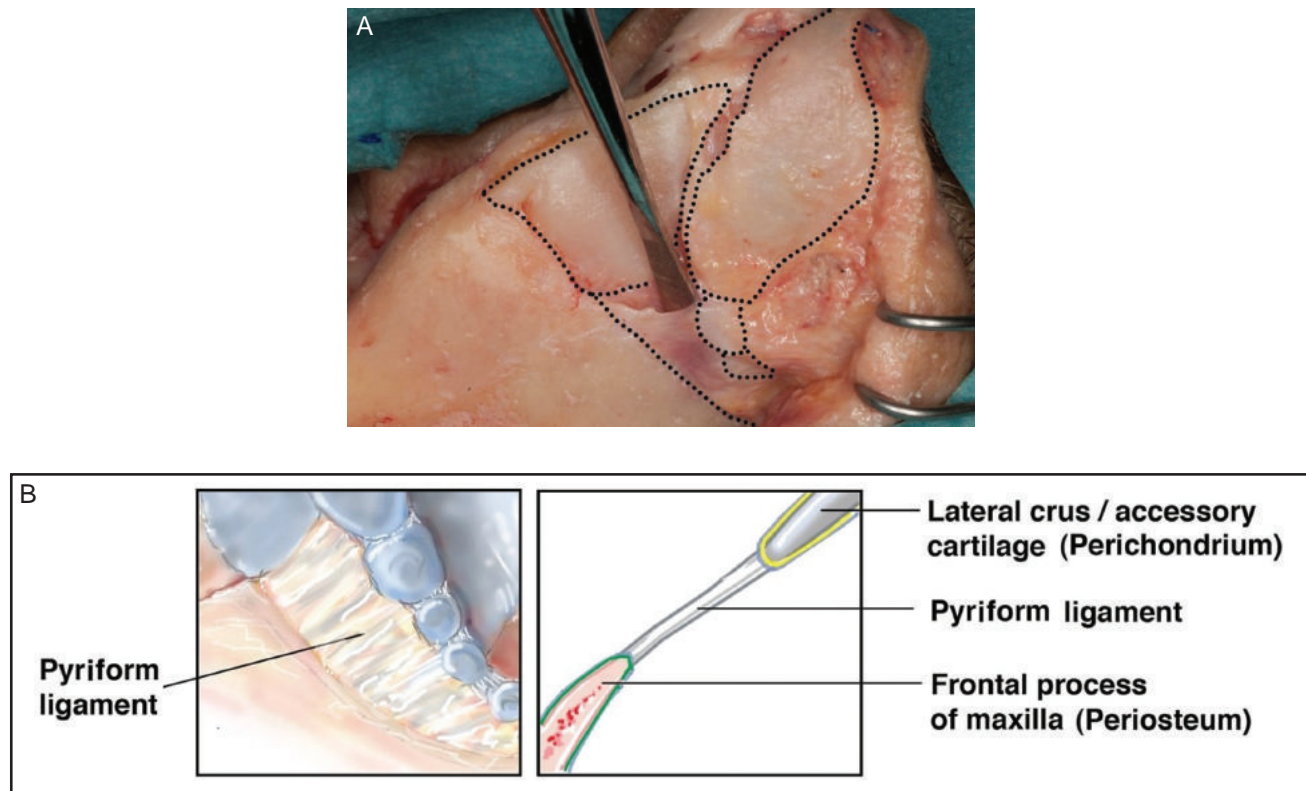 A
B
Pyriform
ligament
Lateral crus / accessory
cartilage (Perichondrium)
Pyriform ligament
Frontal process
of maxilla (Periosteum)